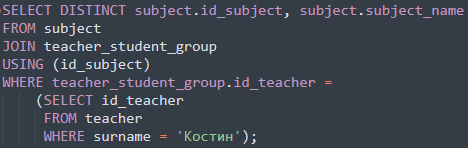 SELECT DISTINCT subject.id_subject, subject.subject_name
FROM subject
JOIN teacher_student_group
USING (id_subject)
WHERE teacher_student_group.id_teacher =
(SELECT id_teacher
FROM teacher
WHERE surname = 'Костин');